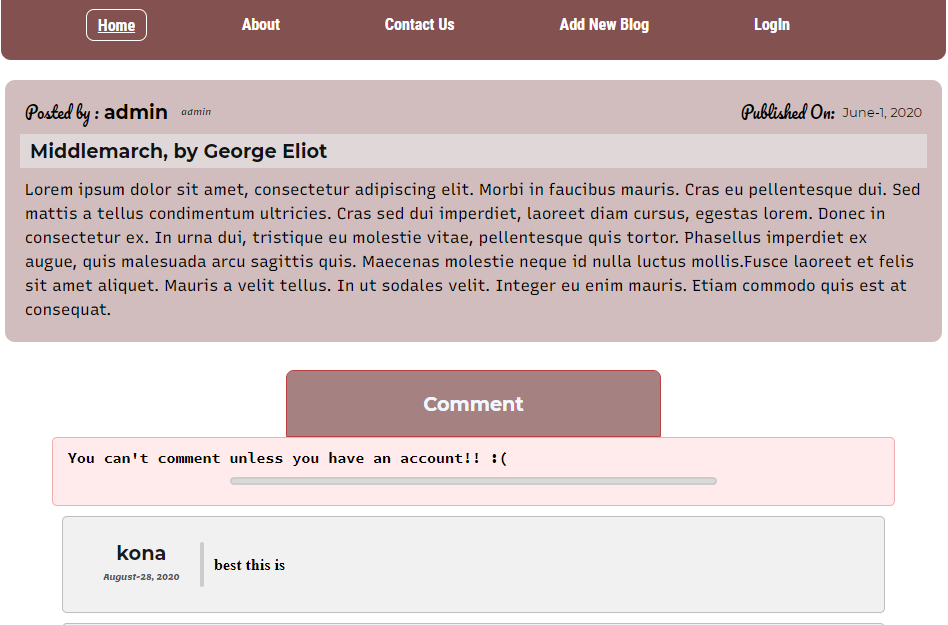 Home About Contact Us Add New Blog LogIn
Posted by : admin admin Published On: June-1, 2020
Middlemarch, by George Eliot
Lorem ipsum dolor sit amet, consectetur adipiscing elit. Morbi in faucibus mauris. Cras eu pellentesque dui. Sed
mattis a tellus condimentum ultricies. Cras sed dui imperdiet, laoreet diam cursus, egestas lorem. Donec in
consectetur ex. In urna dui, tristique eu molestie vitae, pellentesque quis tortor. Phasellus imperdiet ex
augue, quis malesuada arcu sagittis quis. Maecenas molestie neque id nulla luctus mollis.Fusce laoreet et felis
sit amet aliquet. Mauris a velit tellus. In ut sodales velit. Integer eu enim mauris. Etiam commodo quis est at
consequat.
Comment
You can't comment unless you have an account!! :(
kona
August-28, 2020
best this is